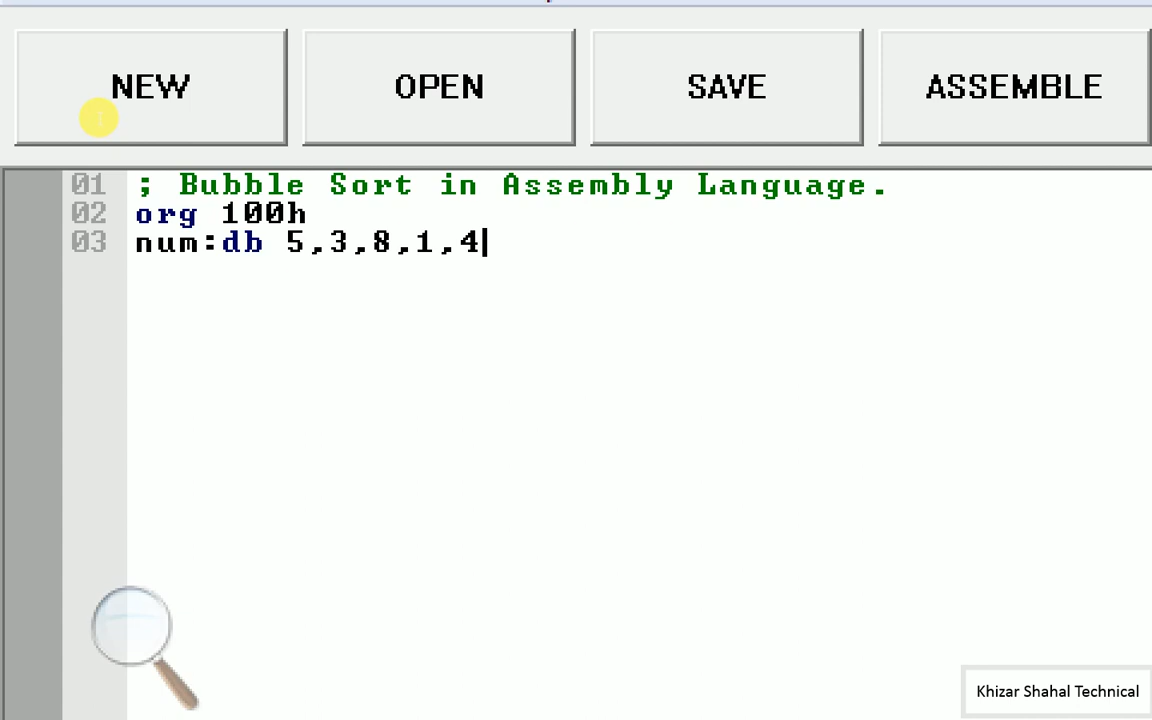 NEW OPEN SAVE ASSEMBLE
01 ; Bubble Sort in Assembly Language.
02 org 100h
03 num:db 5,3,8,1,4
Khizar Shahal Technical